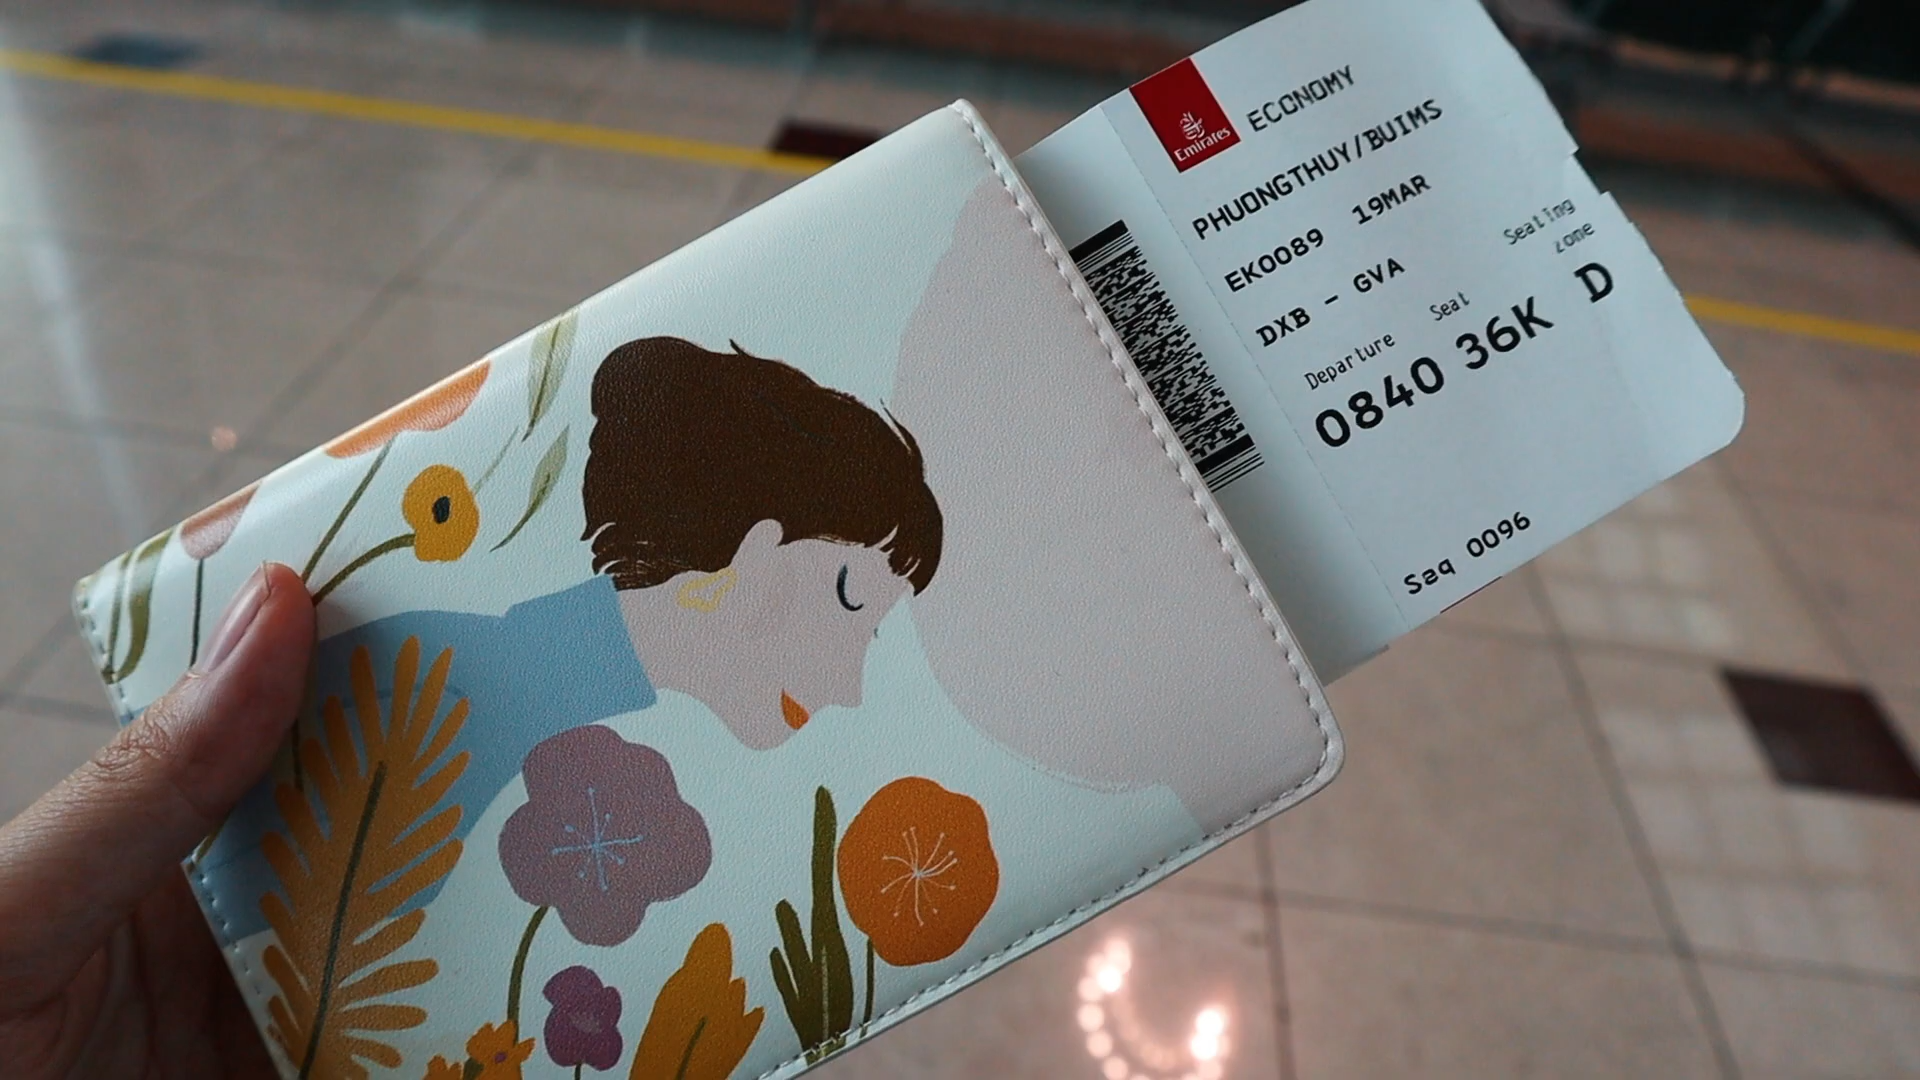 Emirates
ECONOMY
PHUONGTHUY/BUIMS
EK0089 19MAR
DXB - GVA
Departure Seat Seating zone
0840 36K D
Seq 0096